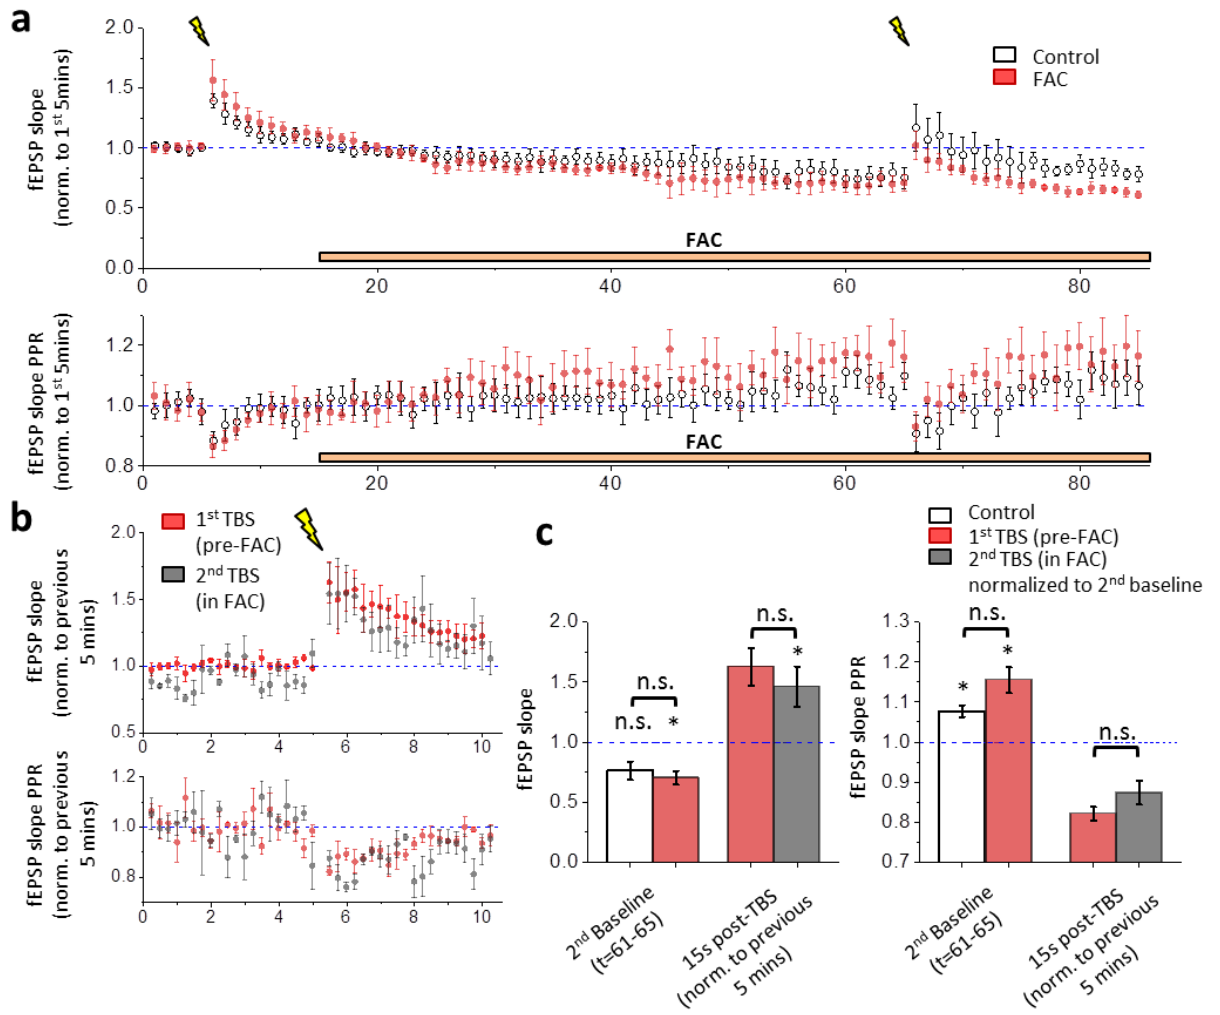 a
fEPSP slope
(norm. to 1st 5mins)
2.0
1.5
1.0
0.5
0.0
Control
FAC
FAC
0
20
40
60
80
fEPSP slope PPR
(norm. to 1st 5mins)
1.2
1.0
0.8
FAC
0
20
40
60
80
b
1st TBS
(pre-FAC)
2nd TBS
(in FAC)
fEPSP slope
(norm. to previous
5 mins)
2.0
1.5
1.0
0.5
0
2
4
6
8
10
fEPSP slope PPR
(norm. to previous
5 mins)
1.2
1.0
0.8
0
2
4
6
8
10
c
Control
1st TBS (pre-FAC)
2nd TBS (in FAC)
normalized to 2nd baseline
fEPSP slope
2.0
1.5
1.0
0.5
0.0
n.s.
n.s.
*
n.s.
*
2nd Baseline
(t=61-65)
15s post-TBS
(norm. to previous
5 mins)
fEPSP slope PPR
1.3
1.2
1.1
1.0
0.9
0.8
0.7
n.s.
*
*
n.s.
2nd Baseline
(t=61-65)
15s post-TBS
(norm. to previous
5 mins)